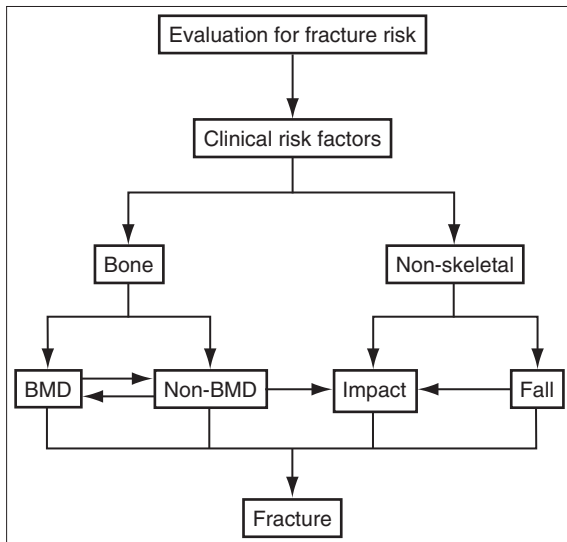 Evaluation for fracture risk
Clinical risk factors
Bone
Non-skeletal
BMD
Non-BMD
Impact
Fall
Fracture